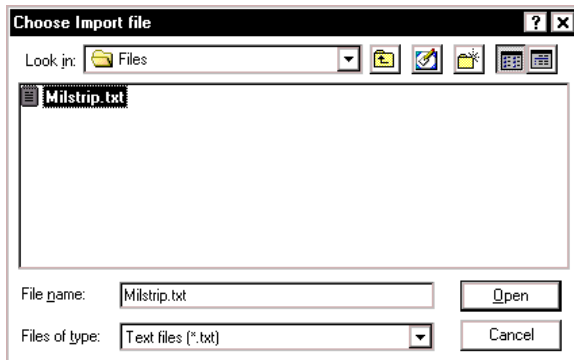 Choose Import file
Look in: Files
Milstrip.txt
File name: Milstrip.txt Open
Files of type: Text files (*.txt) Cancel